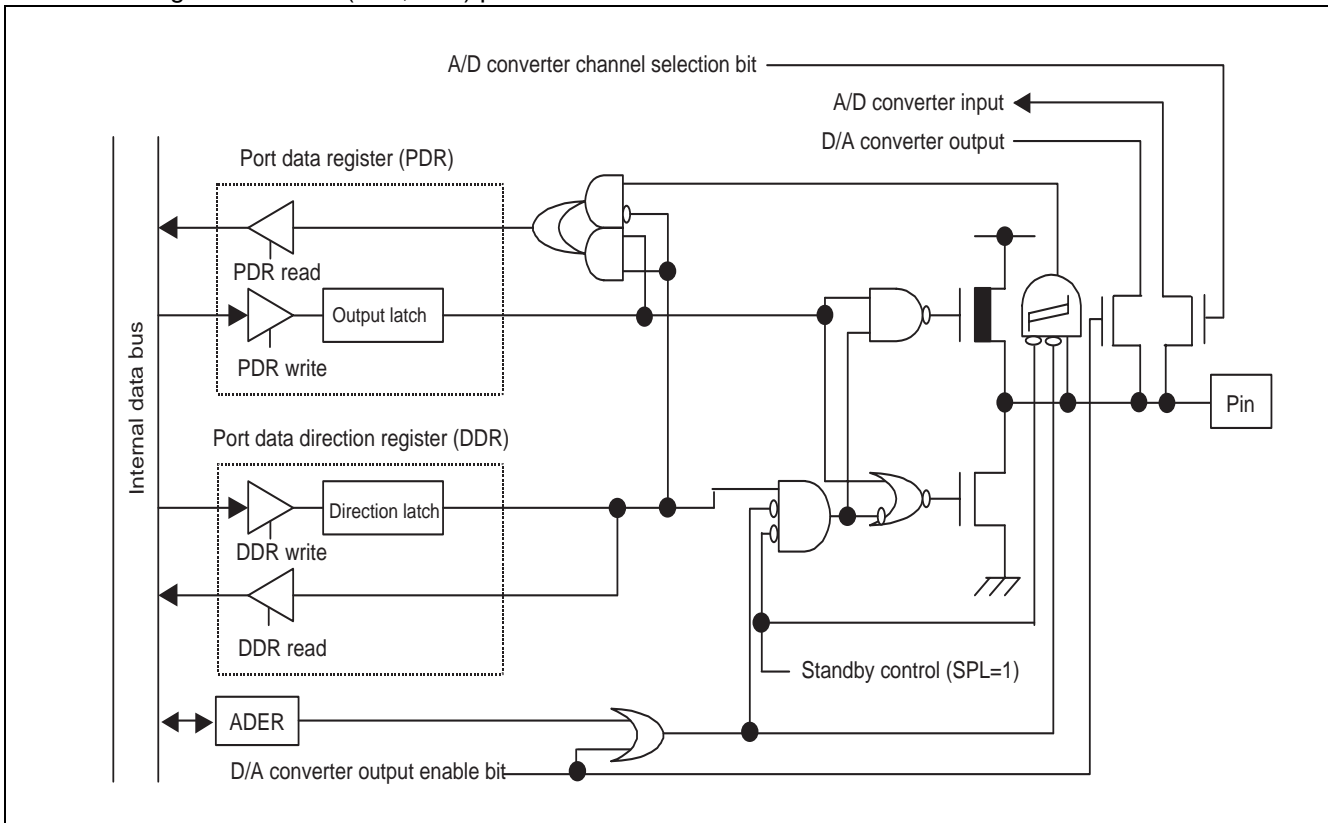 A/D converter channel selection bit
A/D converter input
D/A converter output
Port data register (PDR)
PDR read
Output latch
PDR write
Internal data bus
Pin
Port data direction register (DDR)
Direction latch
DDR write
DDR read
Standby control (SPL=1)
ADER
D/A converter output enable bit